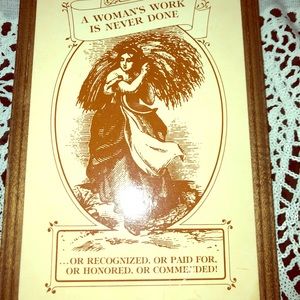 A WOMAN'S WORK
IS NEVER DONE
...OR RECOGNIZED, OR PAID FOR,
OR HONORED, OR COMMENDED!